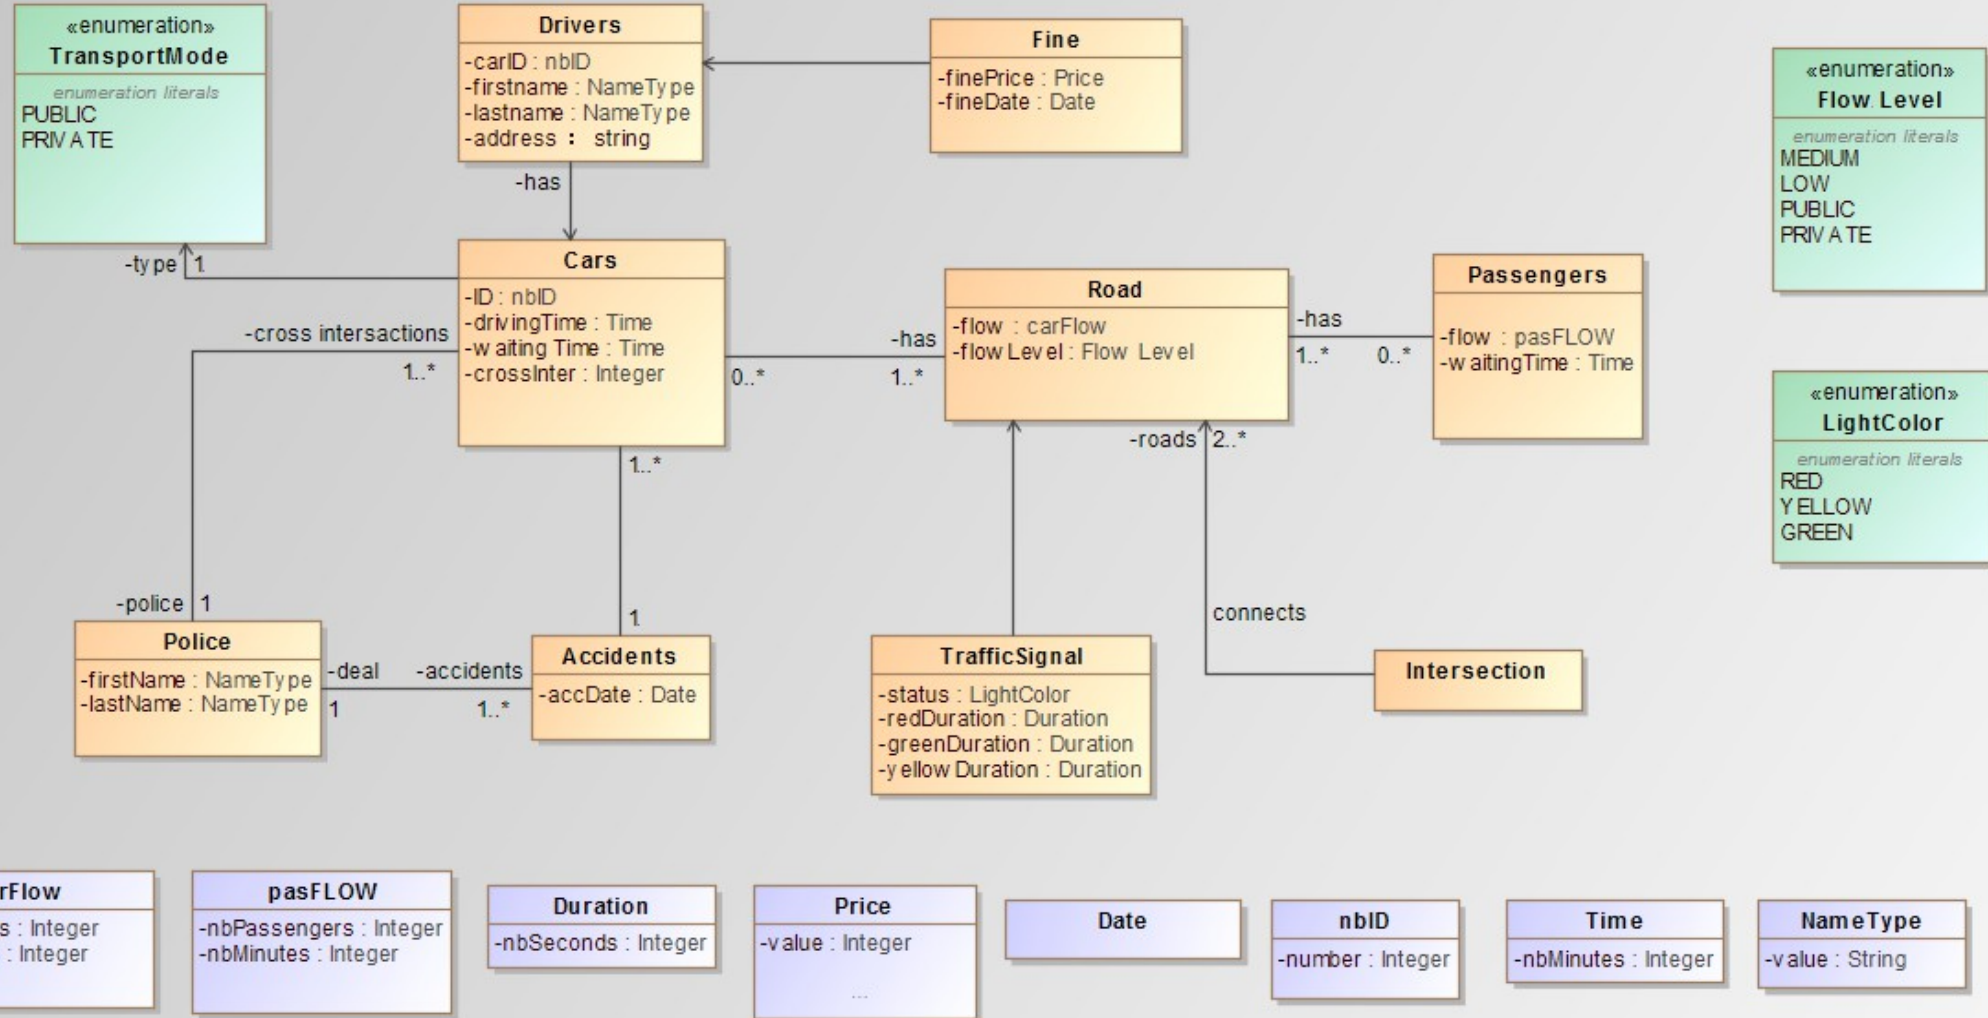 «enumeration»
TransportMode
enumeration literals
PUBLIC
PRIVATE
Drivers
-carID : nbID
-firstname : NameType
-lastname : NameType
-address : string
Fine
-finePrice : Price
-fineDate : Date
«enumeration»
Flow Level
enumeration literals
MEDIUM
LOW
PUBLIC
PRIVATE
-has
-type 1
Cars
-ID : nbID
-drivingTime : Time
-waiting Time : Time
-crossInter : Integer
-cross intersactions
1..*
-has
0..*
1..*
Road
-flow : carFlow
-flow Level : Flow Level
-has
1..*
0..*
Passengers
-flow : pasFLOW
-waitingTime : Time
«enumeration»
LightColor
enumeration literals
RED
YELLOW
GREEN
1..*
-roads 2..*
connects
-police 1
1
Police
-firstName : NameType
-lastName : NameType
-deal
1
-accidents
1..*
Accidents
-accDate : Date
TrafficSignal
-status : LightColor
-redDuration : Duration
-greenDuration : Duration
-yellow Duration : Duration
Intersection
rFlow
s : Integer
: Integer
pasFLOW
-nbPassengers : Integer
-nbMinutes : Integer
Duration
-nbSeconds : Integer
Price
-value : Integer
...
Date
nbID
-number : Integer
Time
-nbMinutes : Integer
NameType
-value : String